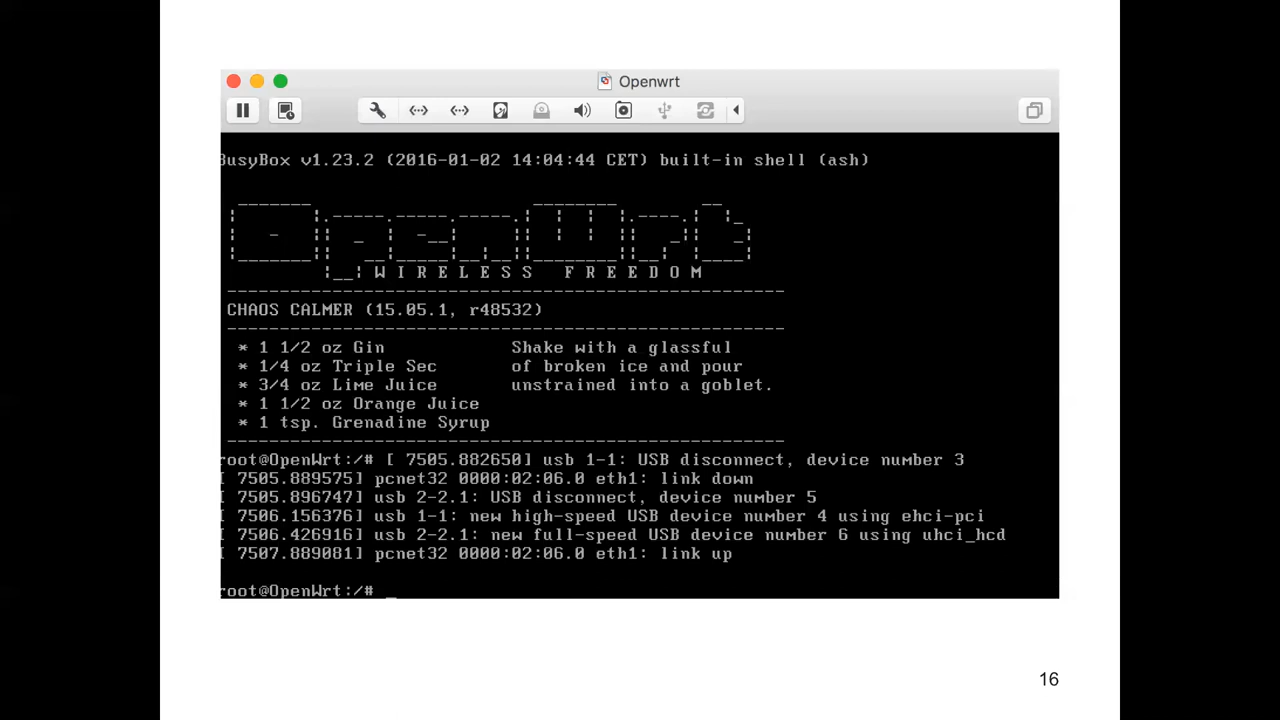 Openwrt
BusyBox v1.23.2 (2016-01-02 14:04:44 CET) built-in shell (ash)
OpenWrt
W I R E L E S S   F R E E D O M
CHAOS CALMER (15.05.1, r48532)
* 1 1/2 oz Gin            Shake with a glassful
* 1/4 oz Triple Sec       of broken ice and pour
* 3/4 oz Lime Juice       unstrained into a goblet.
* 1 1/2 oz Orange Juice
* 1 tsp. Grenadine Syrup
root@OpenWrt:/# [ 7505.882650] usb 1-1: USB disconnect, device number 3
[ 7505.889575] pcnet32 0000:02:06.0 eth1: link down
[ 7505.896747] usb 2-2.1: USB disconnect, device number 5
[ 7506.156376] usb 1-1: new high-speed USB device number 4 using ehci-pci
[ 7506.426916] usb 2-2.1: new full-speed USB device number 6 using uhci_hcd
[ 7507.889081] pcnet32 0000:02:06.0 eth1: link up
root@OpenWrt:/# _
16